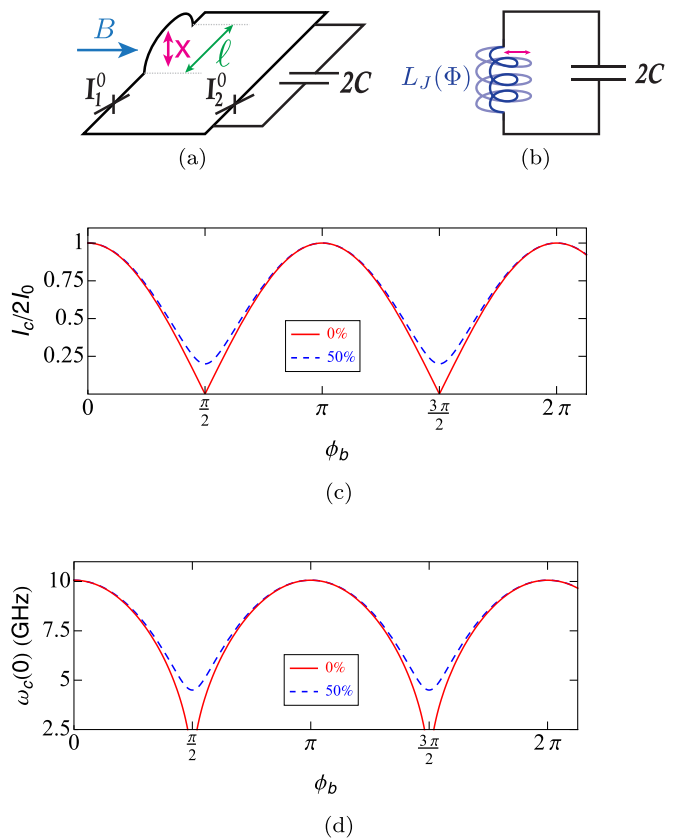 B X ℓ
I₁⁰ I₂⁰ 2C
L_J(Φ) 2C
(a) (b)
I_c/2I_0
1
0.75
0.5
0.25
0% 
50%
0 π/2 π 3π/2 2π
ϕ_b
(c)
ω_c(0) (GHz)
10
7.5
5
2.5
0%
50%
0 π/2 π 3π/2 2π
ϕ_b
(d)